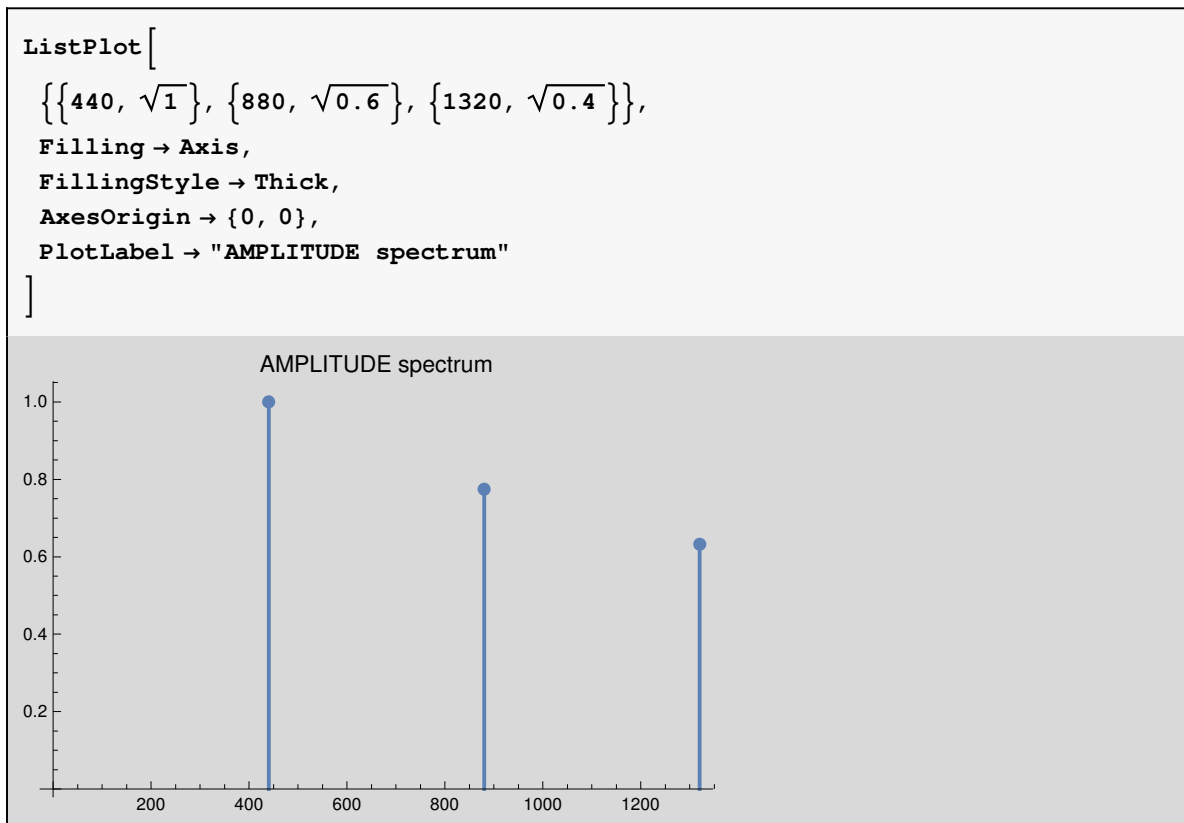 ListPlot[
{{440, √1}, {880, √0.6}, {1320, √0.4}},
Filling → Axis,
FillingStyle → Thick,
AxesOrigin → {0, 0},
PlotLabel → "AMPLITUDE spectrum"
]
AMPLITUDE spectrum
1.0
0.8
0.6
0.4
0.2
200 400 600 800 1000 1200